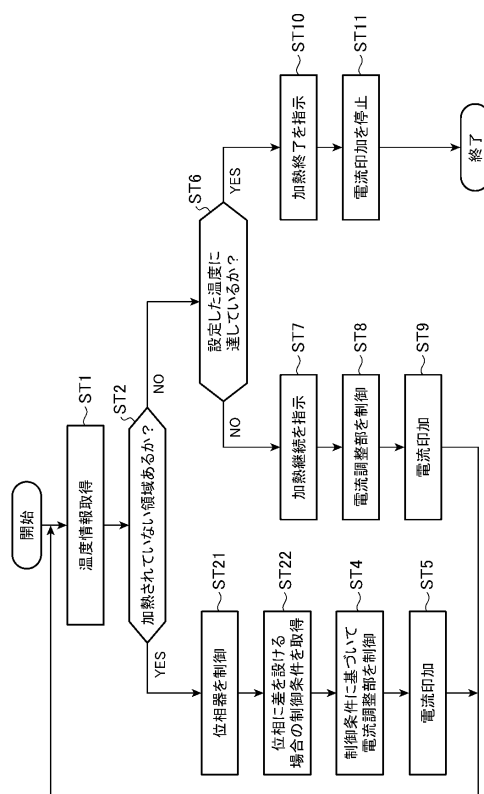 開始
温度情報取得
ST1
加熱されていない領域あるか?
ST2
YES
NO
位相器を制御
ST21
位相に差を設ける
場合の制御条件を取得
ST22
制御条件に基づいて
電流調整部を制御
ST4
電流印加
ST5
設定した温度に
達しているか?
ST6
NO
YES
加熱継続を指示
ST7
電流調整部を制御
ST8
電流印加
ST9
加熱終了を指示
ST10
電流印加を停止
ST11
終了